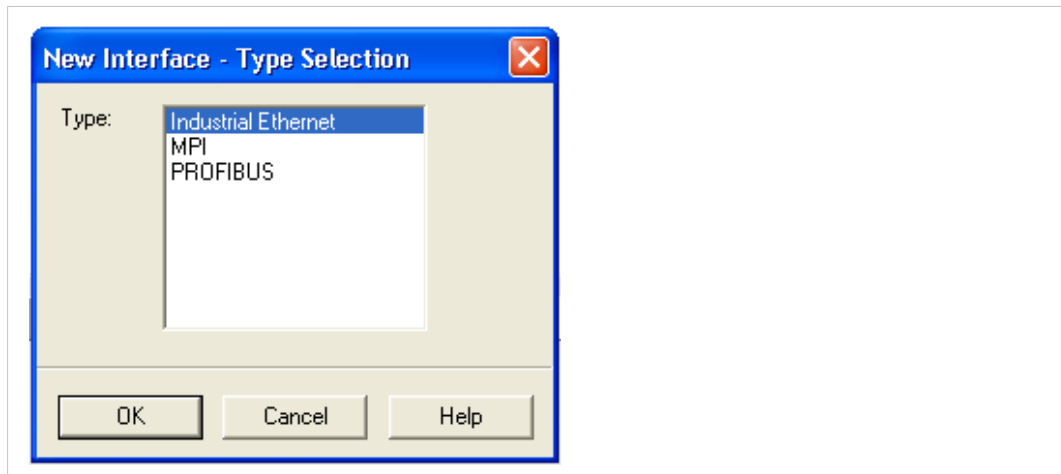 New Interface - Type Selection
Type:
Industrial Ethernet
MPI
PROFIBUS
OK Cancel Help